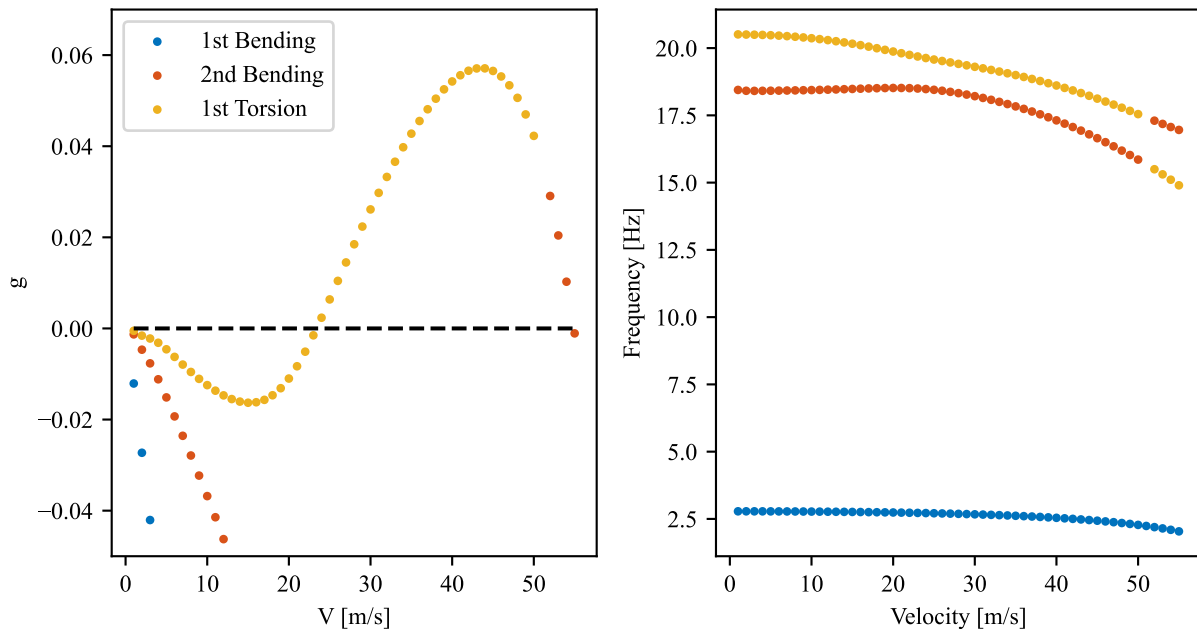 1st Bending
2nd Bending
1st Torsion
0.06
0.04
0.02
0.00
−0.02
−0.04
g
0 10 20 30 40 50
V [m/s]
20.0
17.5
15.0
12.5
10.0
7.5
5.0
2.5
Frequency [Hz]
0 10 20 30 40 50
Velocity [m/s]